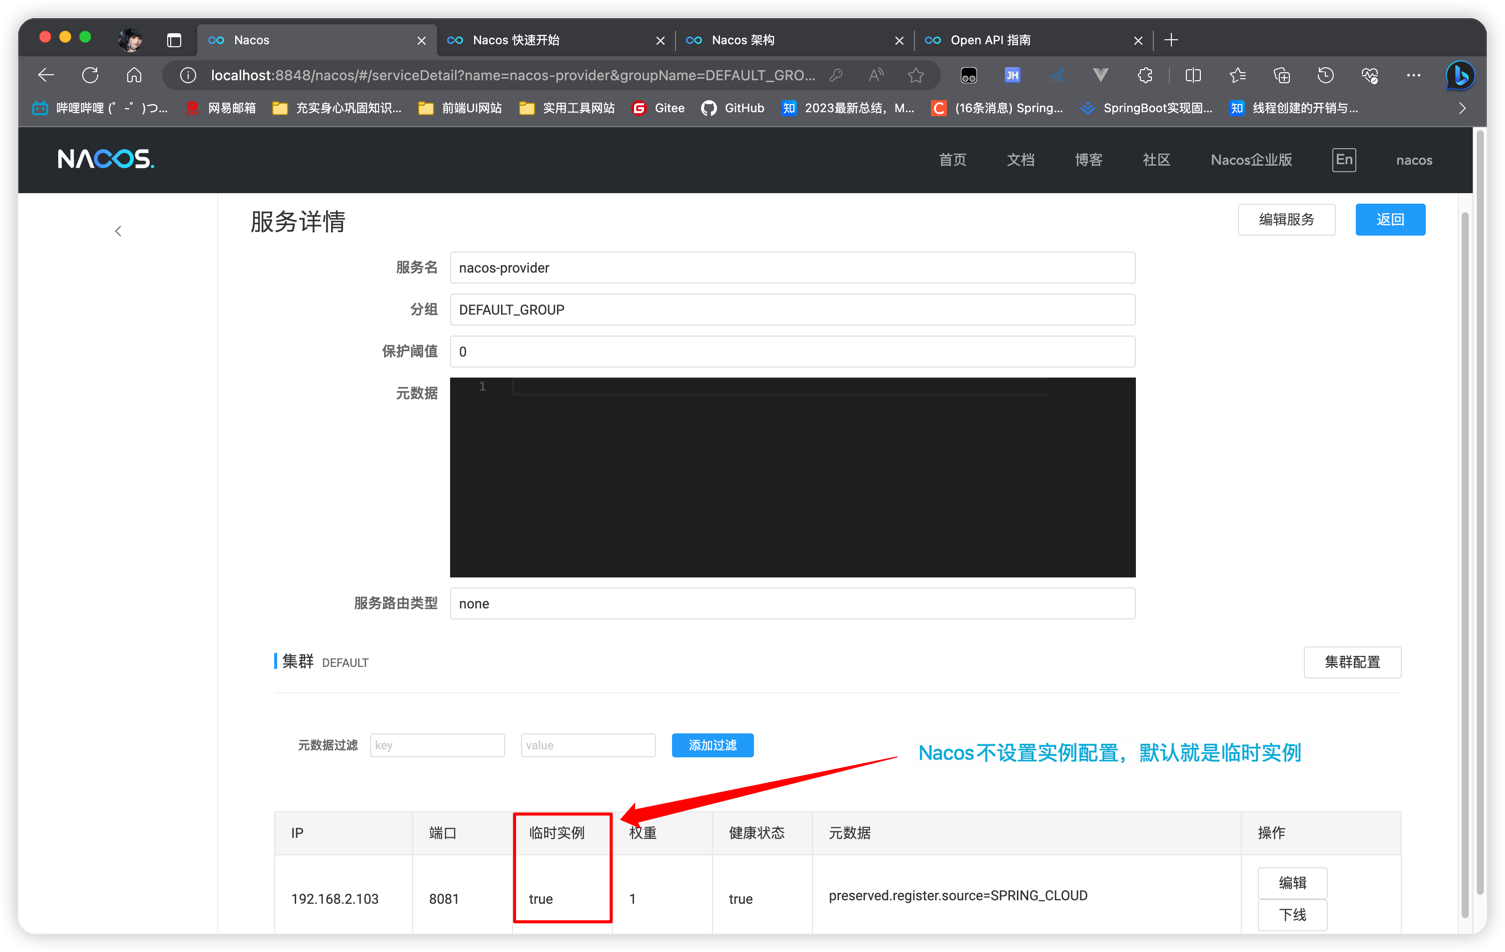 Nacos
Nacos 快速开始
Nacos 架构
Open API 指南
localhost:8848/nacos/#/serviceDetail?name=nacos-provider&groupName=DEFAULT_GRO...
哔哩哔哩 (゜-゜)つ...
网易邮箱
充实身心巩固知识...
前端UI网站
实用工具网站
Gitee
GitHub
2023最新总结，M...
(16条消息) Spring...
SpringBoot实现固...
线程创建的开销与...
NACOS.
首页
文档
博客
社区
Nacos企业版
En
nacos
服务详情
编辑服务
返回
服务名
nacos-provider
分组
DEFAULT_GROUP
保护阈值
0
元数据
1
服务路由类型
none
集群 DEFAULT
集群配置
元数据过滤
key
value
添加过滤
Nacos不设置实例配置，默认就是临时实例
IP
端口
临时实例
权重
健康状态
元数据
操作
192.168.2.103
8081
true
1
true
preserved.register.source=SPRING_CLOUD
编辑
下线